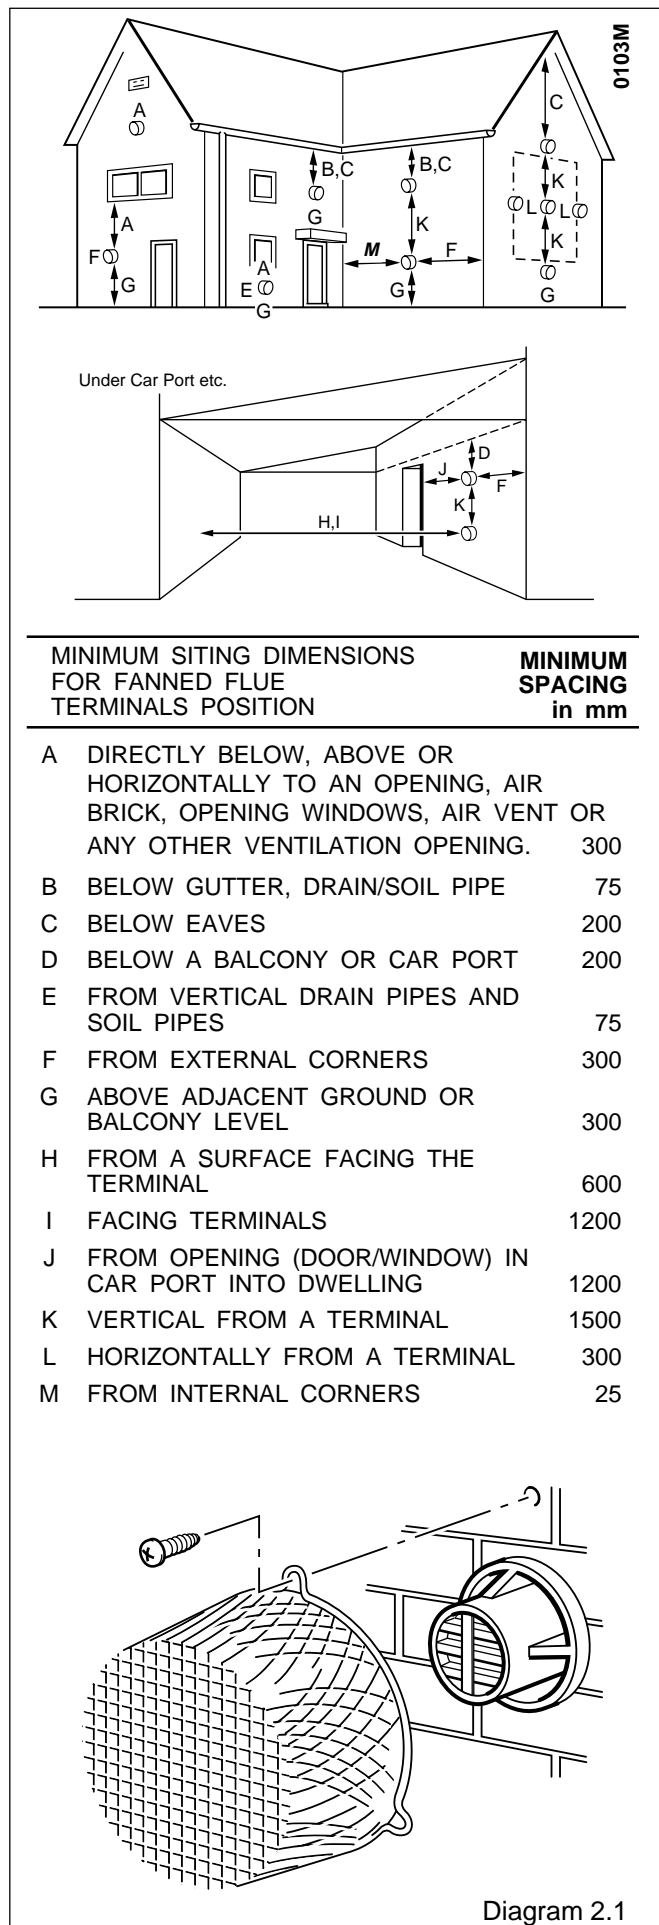 0103M
A
C
B,C
B,C
K
L
L
K
G
A
F
G
A
E
G
G
K
M
F
G
Under Car Port etc.
D
J
F
K
H,I
MINIMUM SITING DIMENSIONS
FOR FANNED FLUE
TERMINALS POSITION
MINIMUM
SPACING
in mm
A DIRECTLY BELOW, ABOVE OR
HORIZONTALLY TO AN OPENING, AIR
BRICK, OPENING WINDOWS, AIR VENT OR
ANY OTHER VENTILATION OPENING. 300
B BELOW GUTTER, DRAIN/SOIL PIPE 75
C BELOW EAVES 200
D BELOW A BALCONY OR CAR PORT 200
E FROM VERTICAL DRAIN PIPES AND
SOIL PIPES 75
F FROM EXTERNAL CORNERS 300
G ABOVE ADJACENT GROUND OR
BALCONY LEVEL 300
H FROM A SURFACE FACING THE
TERMINAL 600
I FACING TERMINALS 1200
J FROM OPENING (DOOR/WINDOW) IN
CAR PORT INTO DWELLING 1200
K VERTICAL FROM A TERMINAL 1500
L HORIZONTALLY FROM A TERMINAL 300
M FROM INTERNAL CORNERS 25
Diagram 2.1